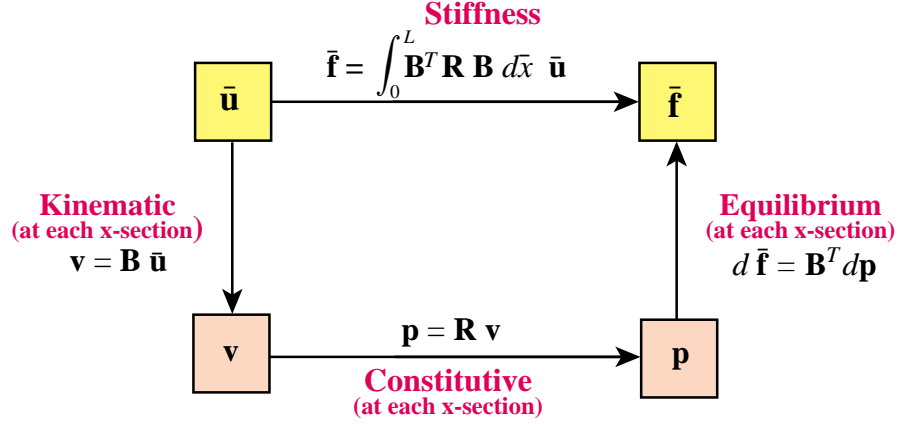 Stiffness
f̄ = ∫₀ᴸ Bᵀ R B dx̄ ū
ū
f̄
Kinematic
(at each x-section)
v = B ū
Equilibrium
(at each x-section)
d f̄ = Bᵀ dp
v
p = R v
p
Constitutive
(at each x-section)